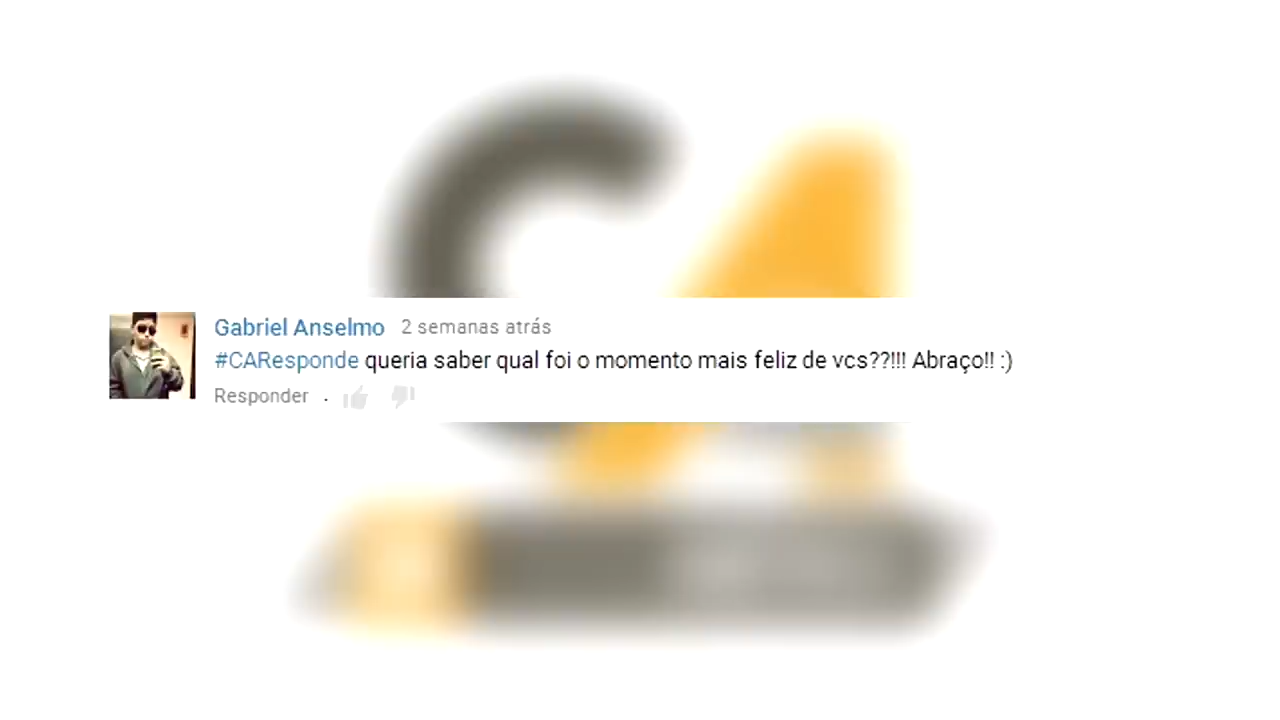 Gabriel Anselmo 2 semanas atrás
#CAResponde queria saber qual foi o momento mais feliz de vcs??!!! Abraço!! :)
Responder .